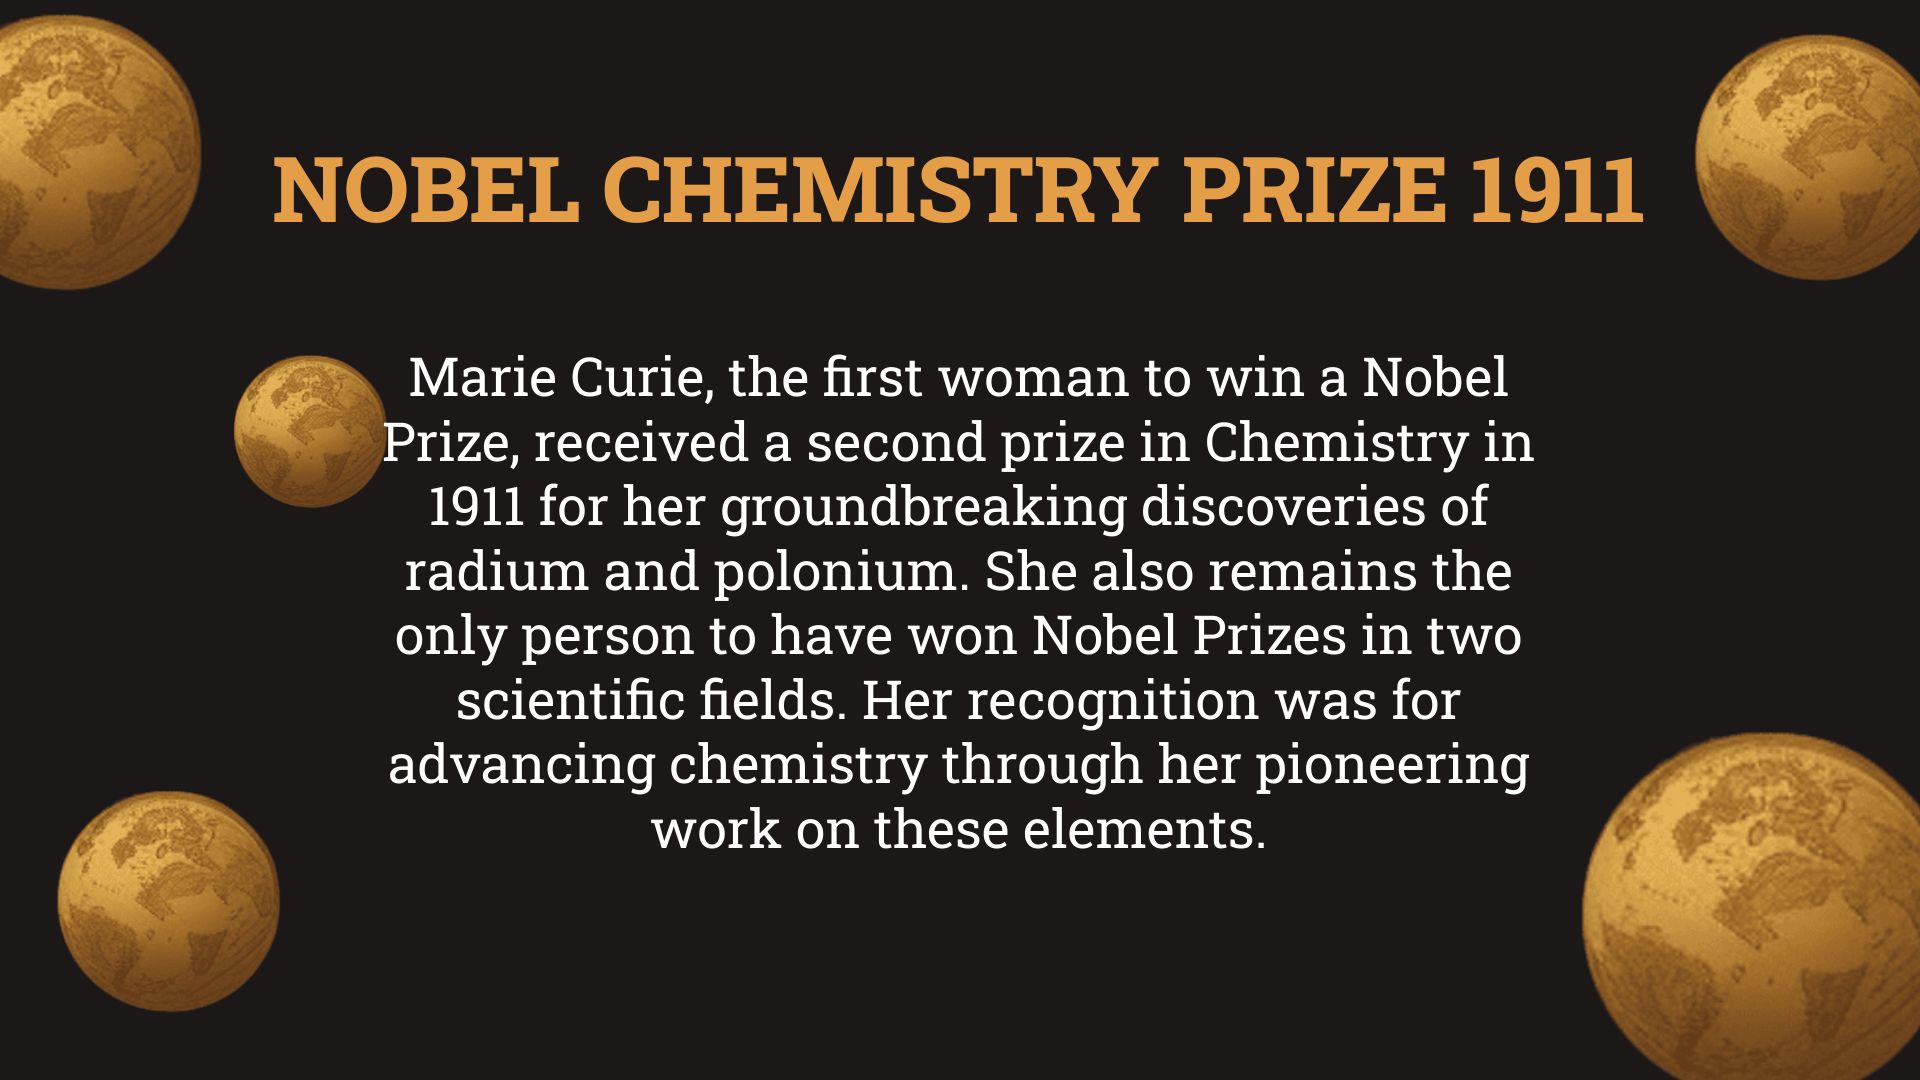 NOBEL CHEMISTRY PRIZE 1911
Marie Curie, the first woman to win a Nobel
Prize, received a second prize in Chemistry in
1911 for her groundbreaking discoveries of
radium and polonium. She also remains the
only person to have won Nobel Prizes in two
scientific fields. Her recognition was for
advancing chemistry through her pioneering
work on these elements.